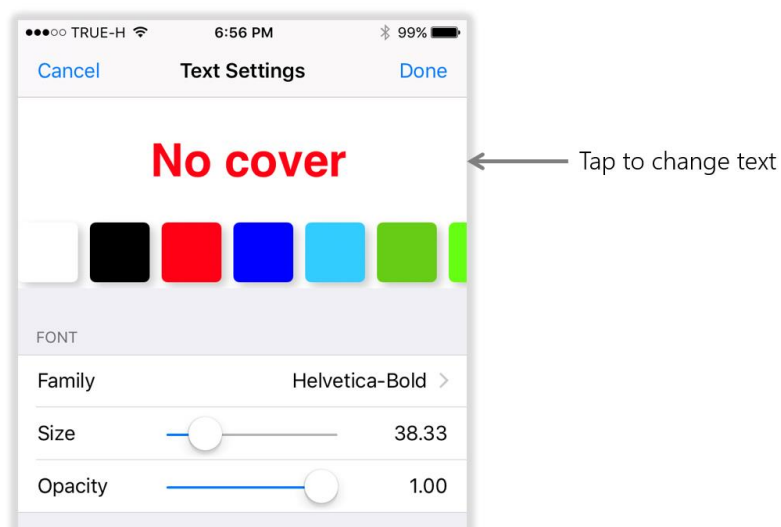 TRUE-H 6:56 PM 99%
Cancel Text Settings Done
No cover
Tap to change text
FONT
Family Helvetica-Bold
Size 38.33
Opacity 1.00